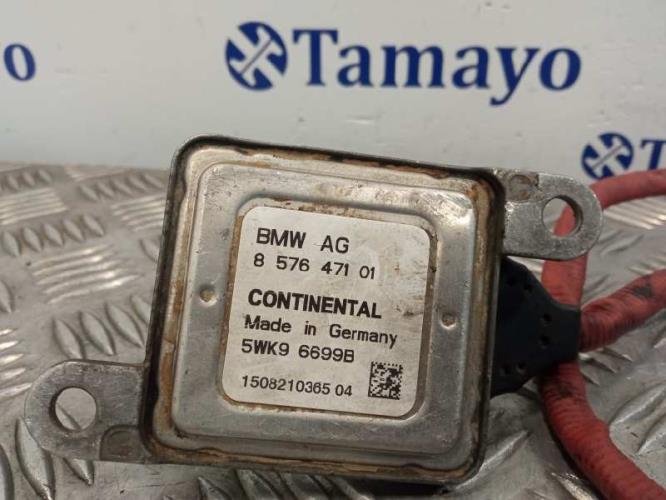 Tamayo
BMW AG
8 576 471 01
CONTINENTAL
Made in Germany
5WK9 6699B
1508210365 04